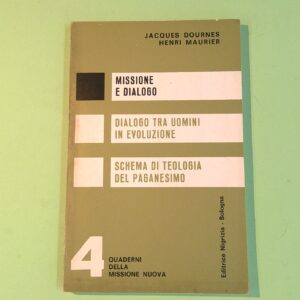 JACQUES DOURNES
HENRI MAURIER
MISSIONE
E DIALOGO
DIALOGO TRA UOMINI
IN EVOLUZIONE
SCHEMA DI TEOLOGIA
DEL PAGANESIMO
4
QUADERNI
DELLA
MISSIONE NUOVA
Editrice Nigrizia - Bologna